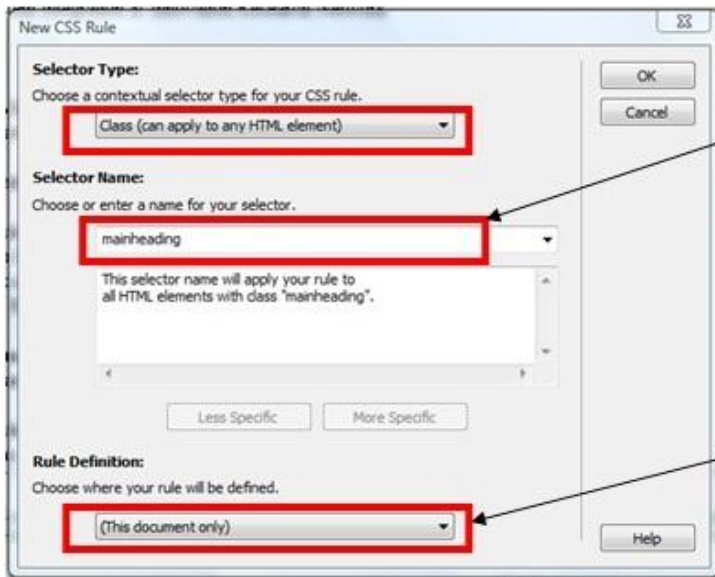 New CSS Rule
Selector Type:
Choose a contextual selector type for your CSS rule.
Class (can apply to any HTML element)
OK
Cancel
Selector Name:
Choose or enter a name for your selector.
mainheading
This selector name will apply your rule to
all HTML elements with class "mainheading".
Less Specific
More Specific
Rule Definition:
Choose where your rule will be defined.
(This document only)
Help